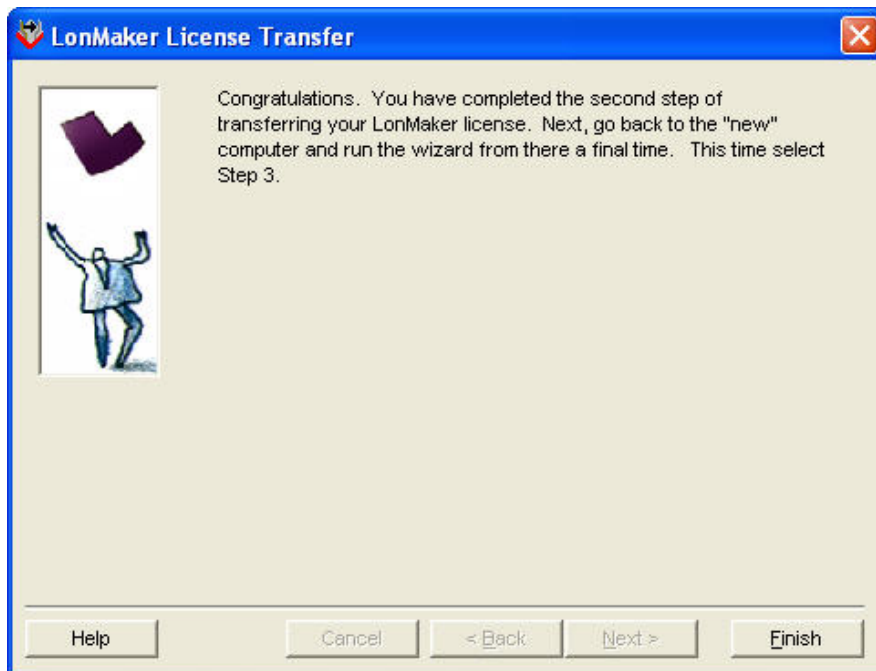 LonMaker License Transfer
Congratulations.  You have completed the second step of
transferring your LonMaker license.  Next, go back to the "new"
computer and run the wizard from there a final time.   This time select
Step 3.
Help
Cancel
< Back
Next >
Finish